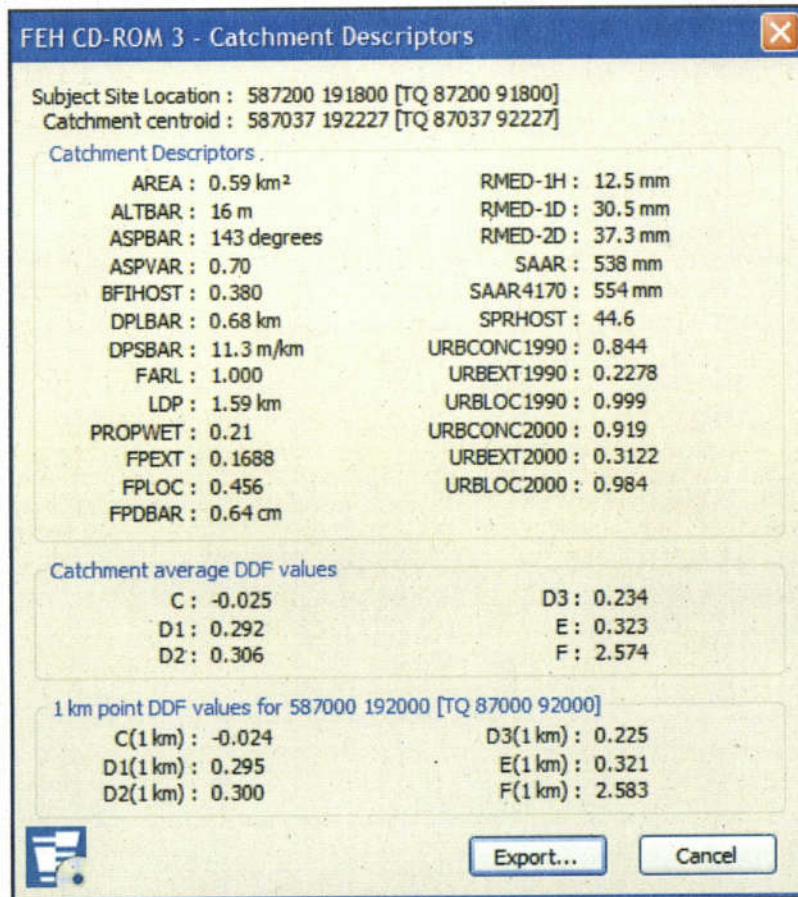 FEH CD-ROM 3 - Catchment Descriptors
Subject Site Location : 587200 191800 [TQ 87200 91800]
Catchment centroid : 587037 192227 [TQ 87037 92227]
Catchment Descriptors
AREA : 0.59 km² RMED-1H : 12.5 mm
ALTBAR : 16 m RMED-1D : 30.5 mm
ASPBAR : 143 degrees RMED-2D : 37.3 mm
ASPVAR : 0.70 SAAR : 538 mm
BFIHOST : 0.380 SAAR4170 : 554 mm
DPLBAR : 0.68 km SPRHOST : 44.6
DPSBAR : 11.3 m/km URBCONC1990 : 0.844
FARL : 1.000 URBEXT1990 : 0.2278
LDP : 1.59 km URBLOC1990 : 0.999
PROPWET : 0.21 URBCONC2000 : 0.919
FPEXT : 0.1688 URBEXT2000 : 0.3122
FPLOC : 0.456 URBLOC2000 : 0.984
FPDBAR : 0.64 cm
Catchment average DDF values
C : -0.025 D3 : 0.234
D1 : 0.292 E : 0.323
D2 : 0.306 F : 2.574
1 km point DDF values for 587000 192000 [TQ 87000 92000]
C(1 km) : -0.024 D3(1 km) : 0.225
D1(1 km) : 0.295 E(1 km) : 0.321
D2(1 km) : 0.300 F(1 km) : 2.583
Export... Cancel